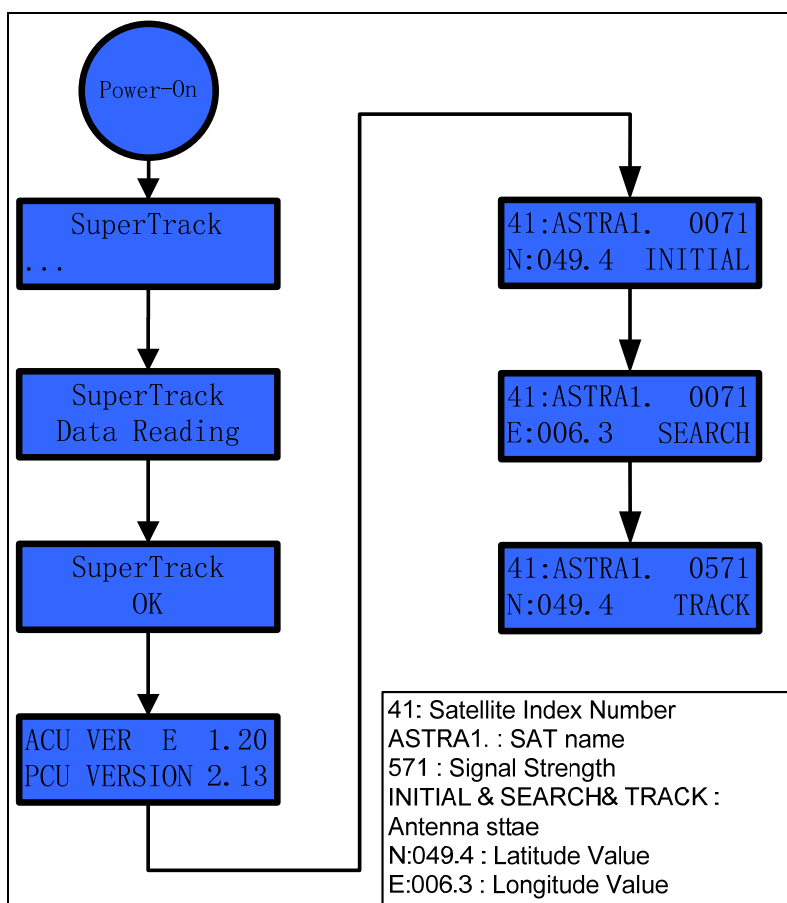 Power-On
SuperTrack
...
SuperTrack
Data Reading
SuperTrack
OK
ACU VER E 1.20
PCU VERSION 2.13
41:ASTRA1. 0071
N:049.4 INITIAL
41:ASTRA1. 0071
E:006.3 SEARCH
41:ASTRA1. 0571
N:049.4 TRACK
41: Satellite Index Number
ASTRA1. : SAT name
571 : Signal Strength
INITIAL & SEARCH& TRACK :
Antenna sttae
N:049.4 : Latitude Value
E:006.3 : Longitude Value